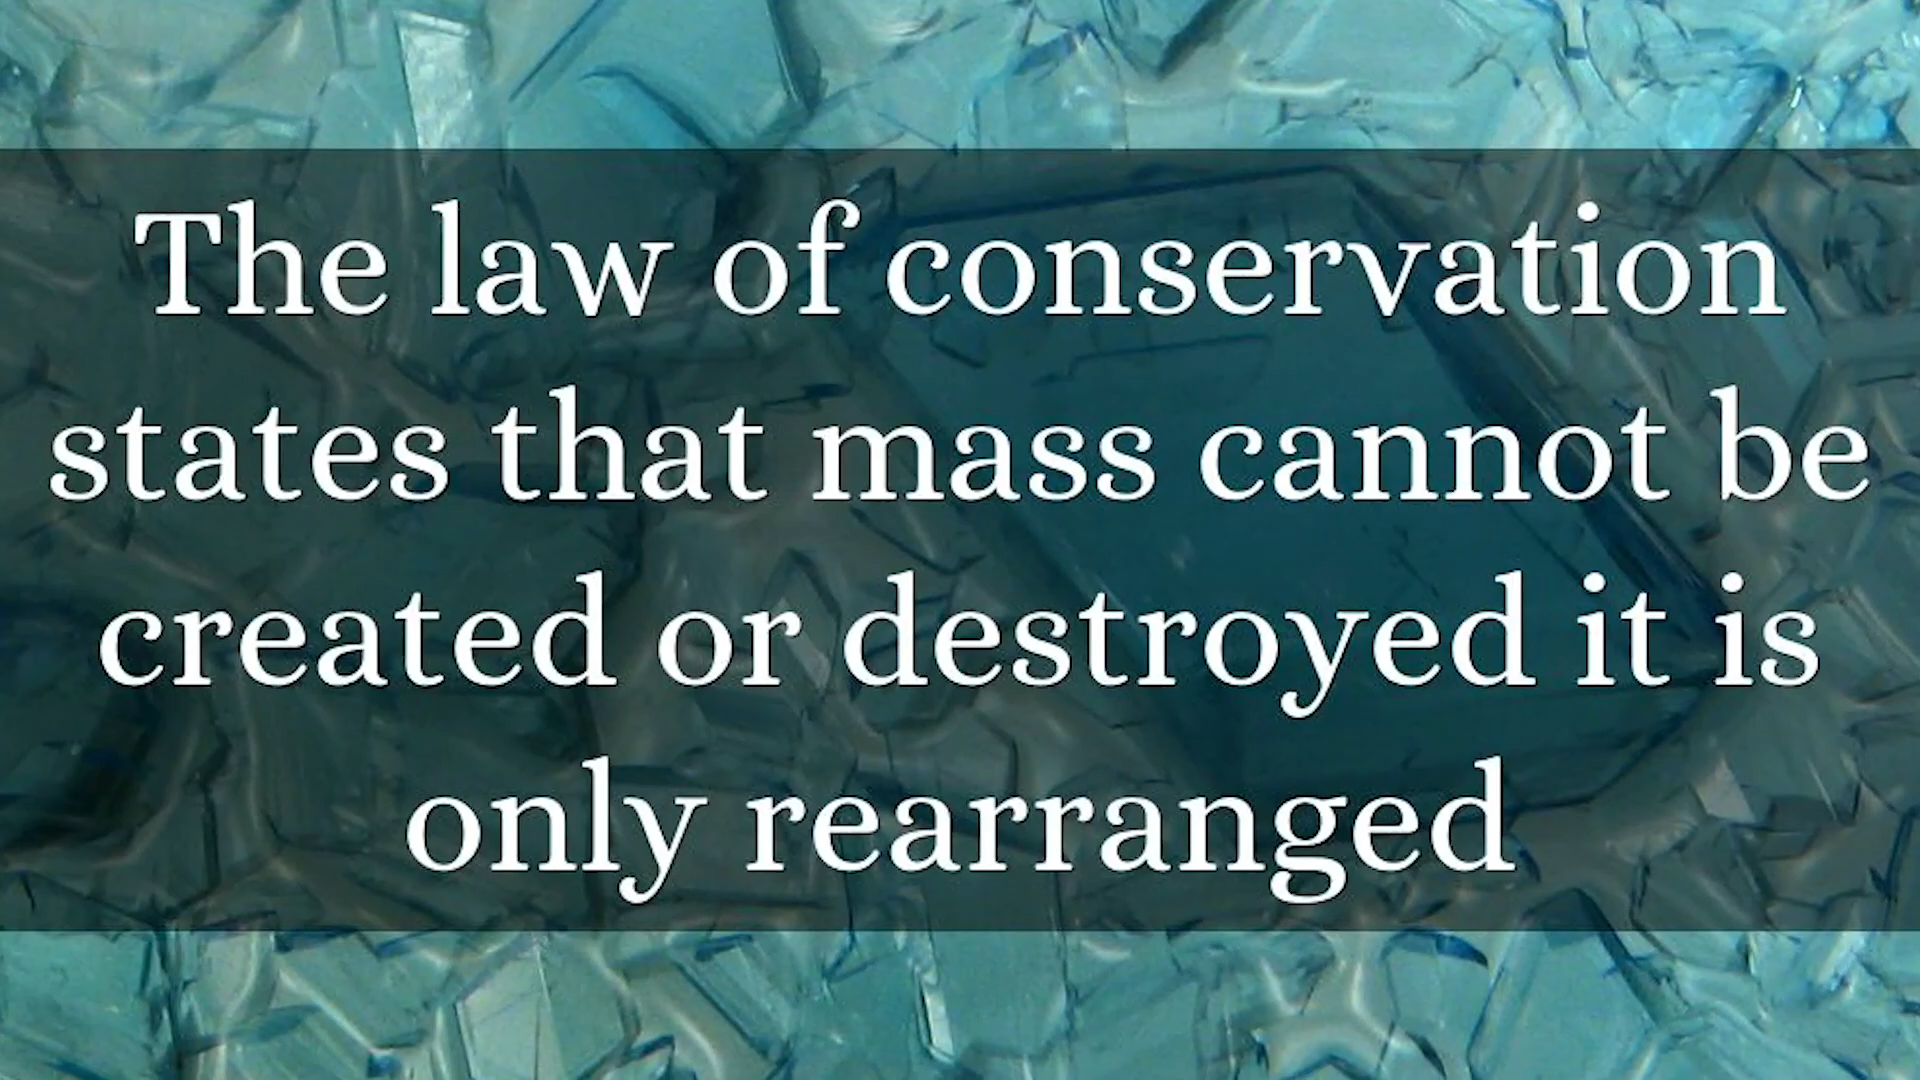 The law of conservation
states that mass cannot be
created or destroyed it is
only rearranged